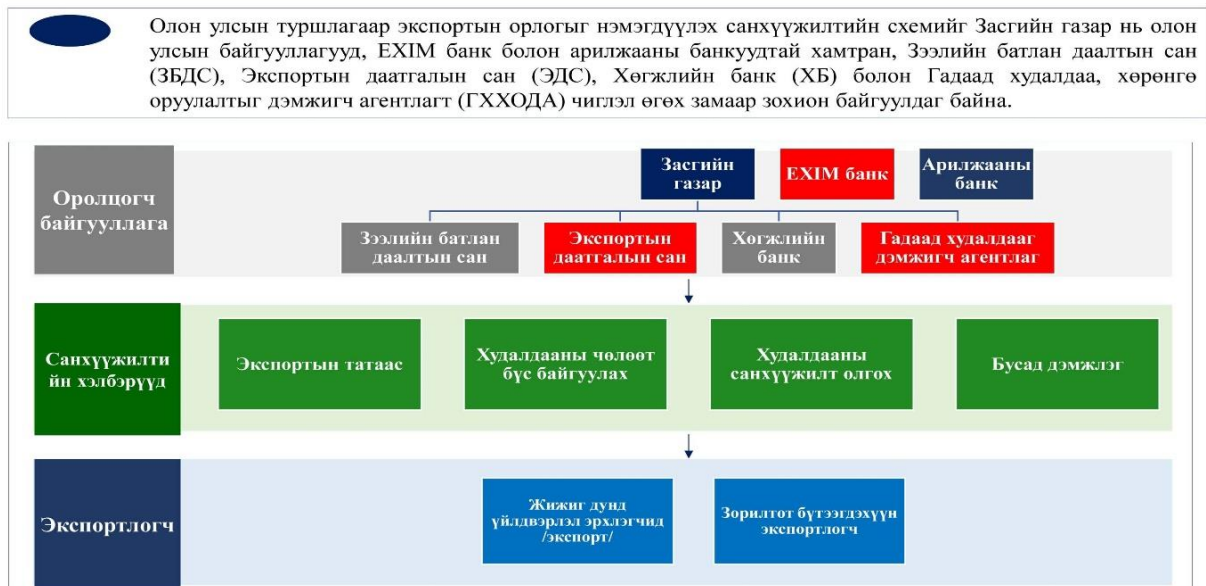 Олон улсын туршлагаар экспортын орлогыг нэмэгдүүлэх санхүүжилтийн схемийг Засгийн газар нь олон
улсын байгууллагууд, EXIM банк болон арилжааны банкуудтай хамтран, Зээлийн батлан даалтын сан
(ЗБДС), Экспортын даатгалын сан (ЭДС), Хөгжлийн банк (ХБ) болон Гадаад худалдаа, хөрөнгө
оруулалтыг дэмжигч агентлагт (ГХХОДА) чиглэл өгөх замаар зохион байгуулдаг байна.
Оролцогч
байгууллага
Засгийн
газар
EXIM банк
Арилжааны
банк
Зээлийн батлан
даалтын сан
Экспортын
даатгалын сан
Хөгжлийн
банк
Гадаад худалдааг
дэмжигч агентлаг
Санхүүжилти
йн хэлбэрүүд
Экспортын татаас
Худалдааны чөлөөт
бүс байгуулах
Худалдааны
санхүүжилт олгох
Бусад дэмжлэг
Экспортлогч
Жижиг дунд
үйлдвэрлэл эрхлэгчид
/экспорт/
Зорилтот бүтээгдэхүүн
экспортлогч